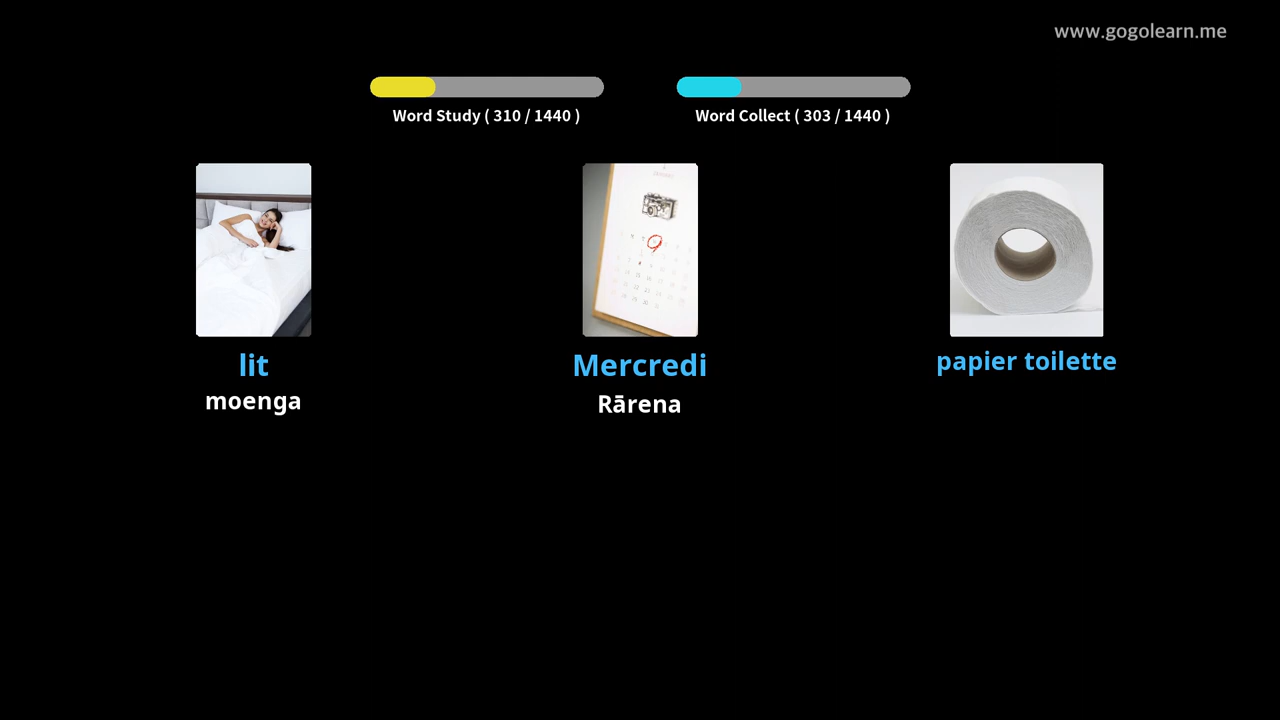 www.gogolearn.me
Word Study ( 310 / 1440 )
Word Collect ( 303 / 1440 )
lit
moenga
Mercredi
Rārena
papier toilette